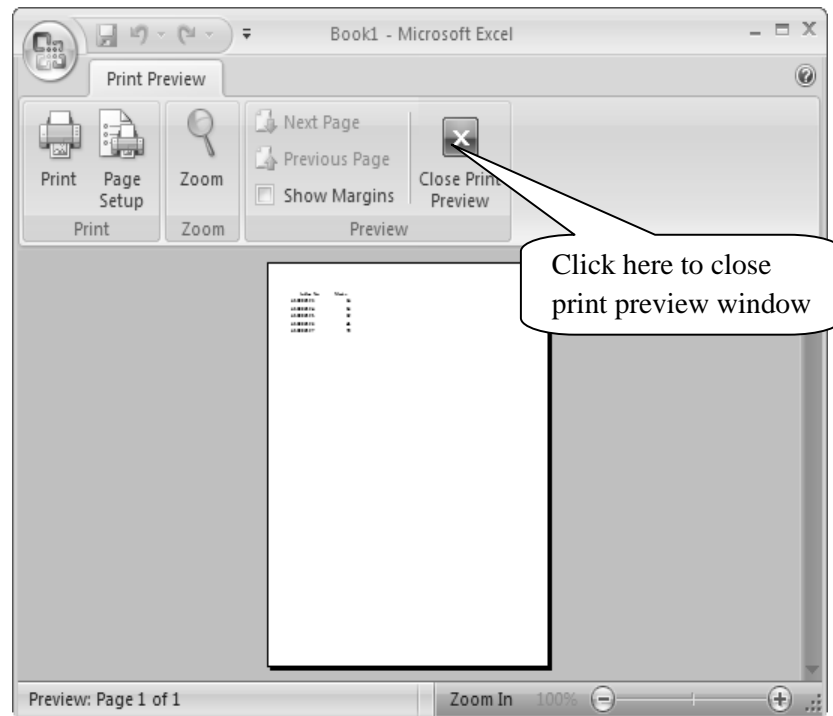 Book1 - Microsoft Excel
Print Preview
Print
Page Setup
Zoom
Next Page
Previous Page
Show Margins
Close Print Preview
Print
Zoom
Preview
Click here to close
print preview window
Preview: Page 1 of 1
Zoom In 100%